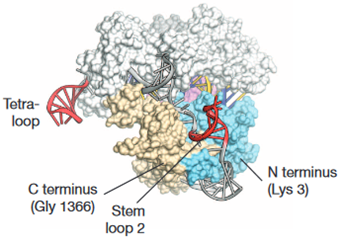 Tetra-
loop
C terminus
(Gly 1366)
Stem
loop 2
N terminus
(Lys 3)